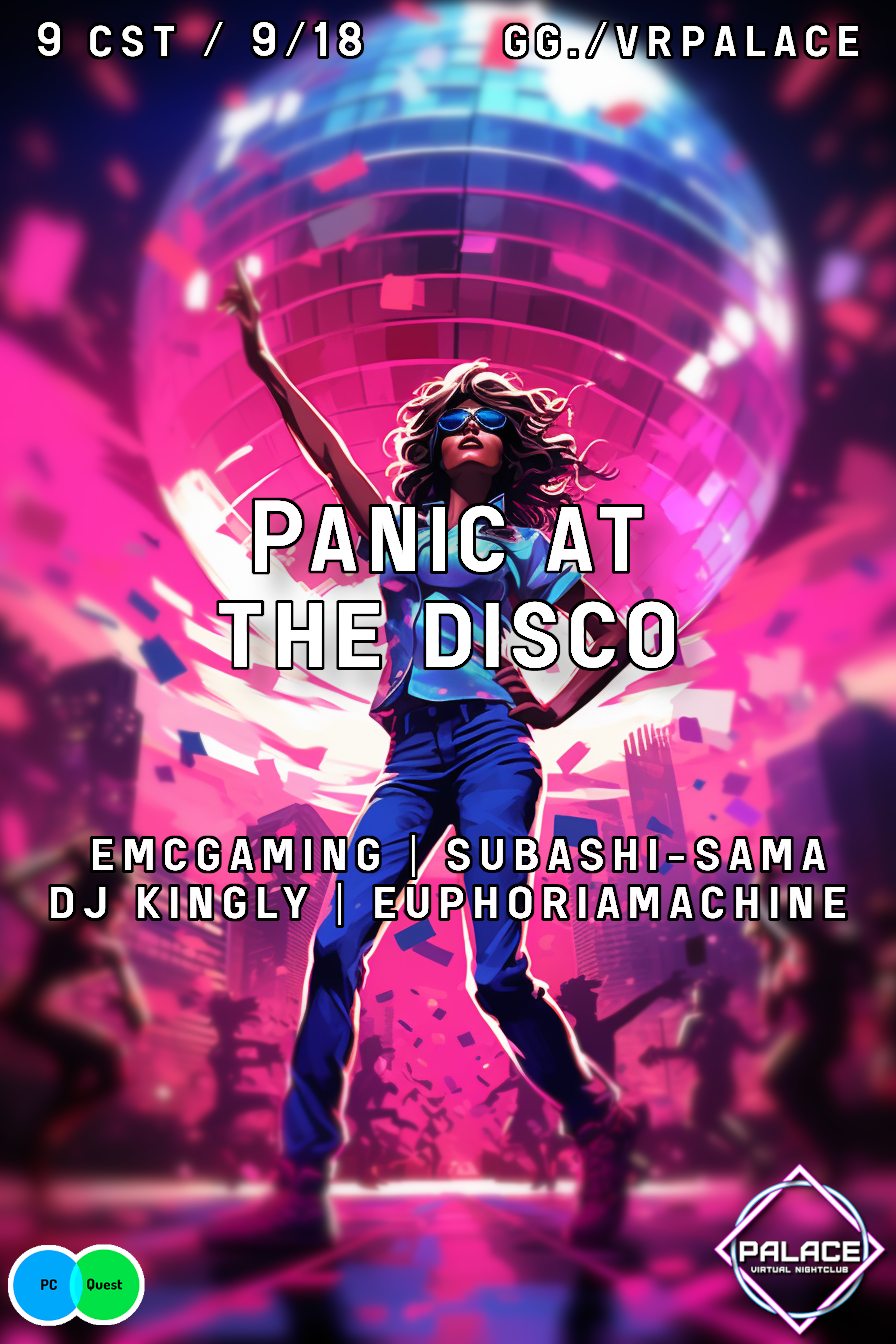 9 CST / 9/18
GG./VRPALACE
PANIC AT
THE DISCO
EMCGAMING | SUBASHI-SAMA
DJ KINGLY | EUPHORIAMACHINE
PC
Quest
PALACE
VIRTUAL NIGHTCLUB